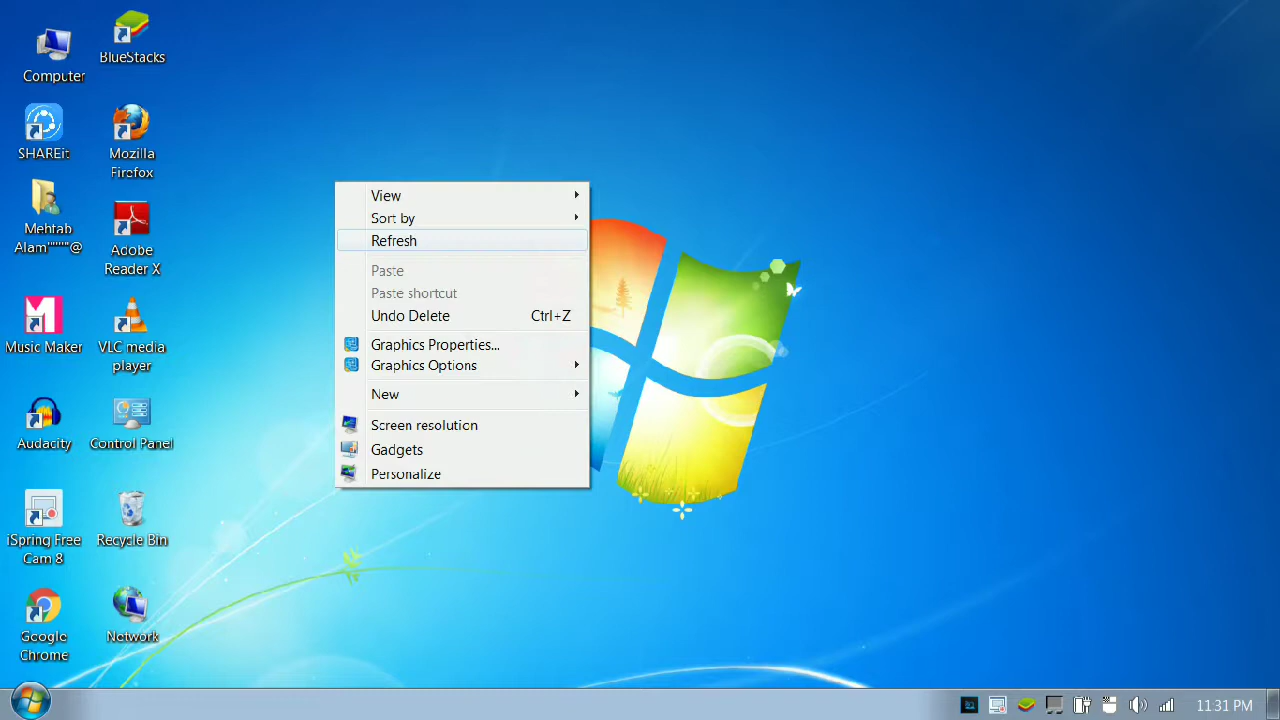 Computer
BlueStacks
SHAREit
Mozilla
Firefox
Mehtab
Alam"""@
Adobe
Reader X
Music Maker
VLC media
player
Audacity
Control Panel
iSpring Free
Cam 8
Recycle Bin
Google
Chrome
Network
View
Sort by
Refresh
Paste
Paste shortcut
Undo Delete Ctrl+Z
Graphics Properties...
Graphics Options
New
Screen resolution
Gadgets
Personalize
11:31 PM